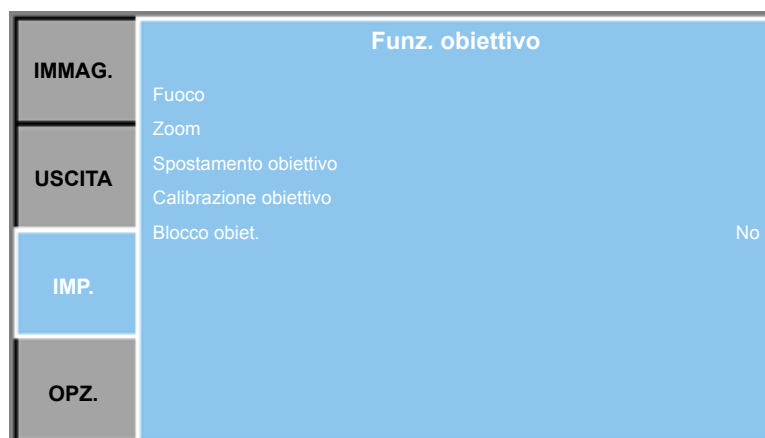 IMMAG.
USCITA
IMP.
OPZ.
Funz. obiettivo
Fuoco
Zoom
Spostamento obiettivo
Calibrazione obiettivo
Blocco obiet. No